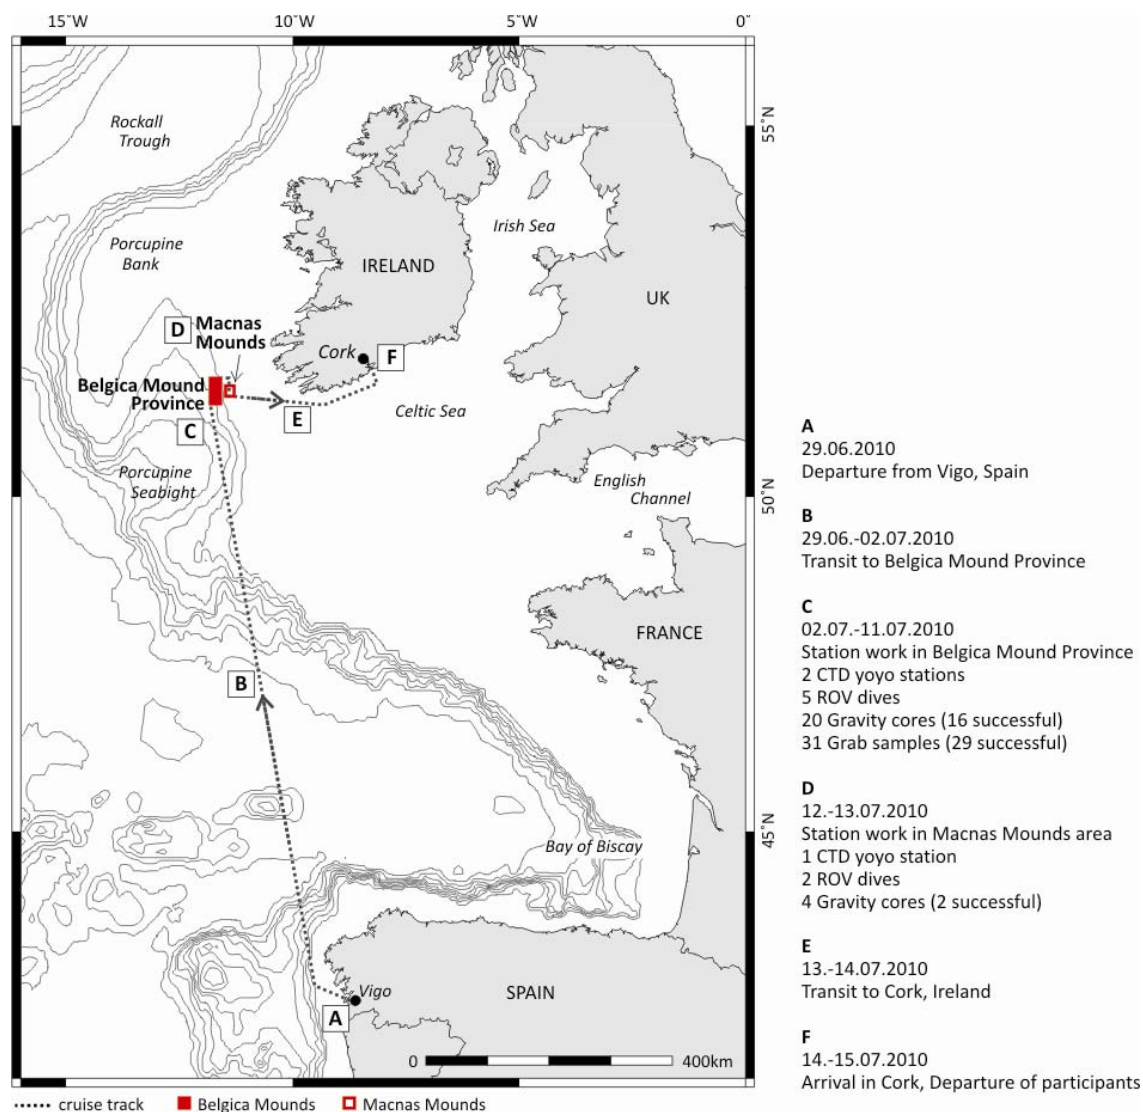 15˚W 10˚W 5˚W 0˚
55˚N
50˚N
45˚N
Rockall
Trough
Porcupine
Bank
Irish Sea
IRELAND
UK
D
Macnas
Mounds
Cork
F
Belgica Mound
Province
E
Celtic Sea
C
Porcupine
Seabight
English
Channel
FRANCE
B
Bay of Biscay
Vigo
SPAIN
A
0 400km
cruise track Belgica Mounds Macnas Mounds
A
29.06.2010
Departure from Vigo, Spain
B
29.06.-02.07.2010
Transit to Belgica Mound Province
C
02.07.-11.07.2010
Station work in Belgica Mound Province
2 CTD yoyo stations
5 ROV dives
20 Gravity cores (16 successful)
31 Grab samples (29 successful)
D
12.-13.07.2010
Station work in Macnas Mounds area
1 CTD yoyo station
2 ROV dives
4 Gravity cores (2 successful)
E
13.-14.07.2010
Transit to Cork, Ireland
F
14.-15.07.2010
Arrival in Cork, Departure of participants